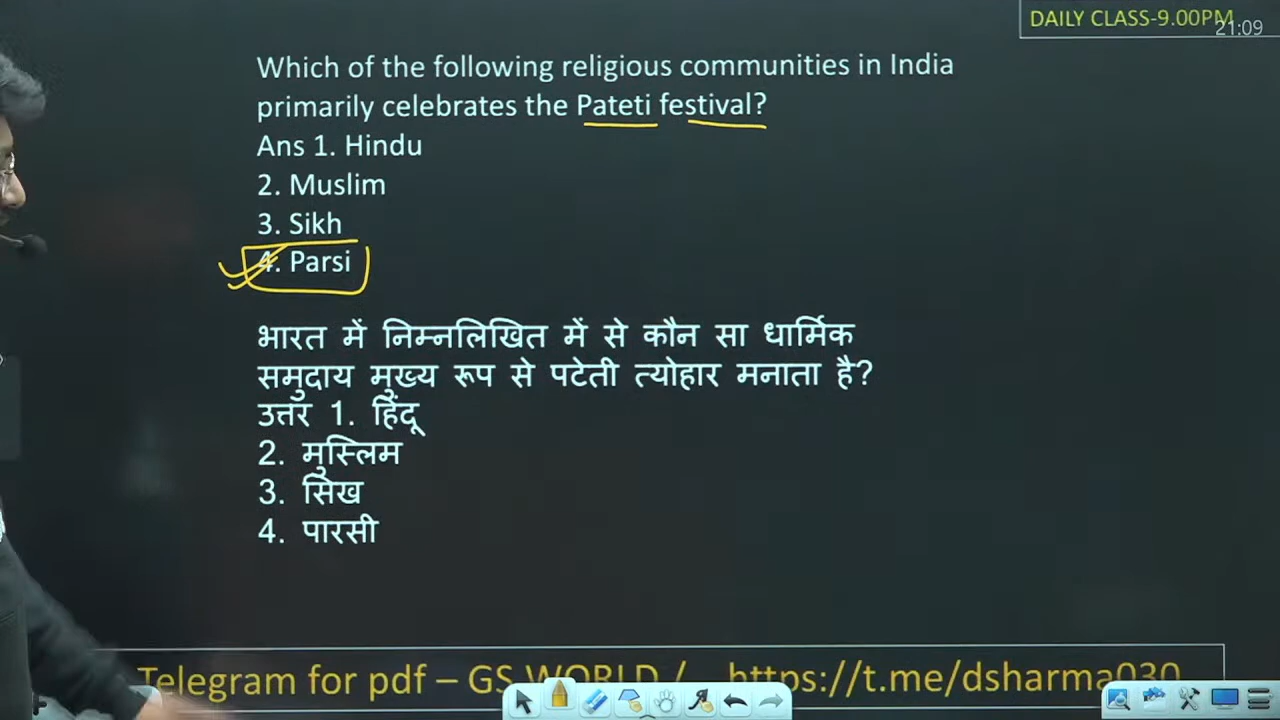 DAILY CLASS-9.00PM
21:09
Which of the following religious communities in India
primarily celebrates the Pateti festival?
Ans 1. Hindu
2. Muslim
3. Sikh
4. Parsi
भारत में निम्नलिखित में से कौन सा धार्मिक
समुदाय मुख्य रूप से पटेती त्योहार मनाता है?
उत्तर 1. हिंदू
2. मुस्लिम
3. सिख
4. पारसी
Telegram for pdf – GS WORLD / https://t.me/dsharma030